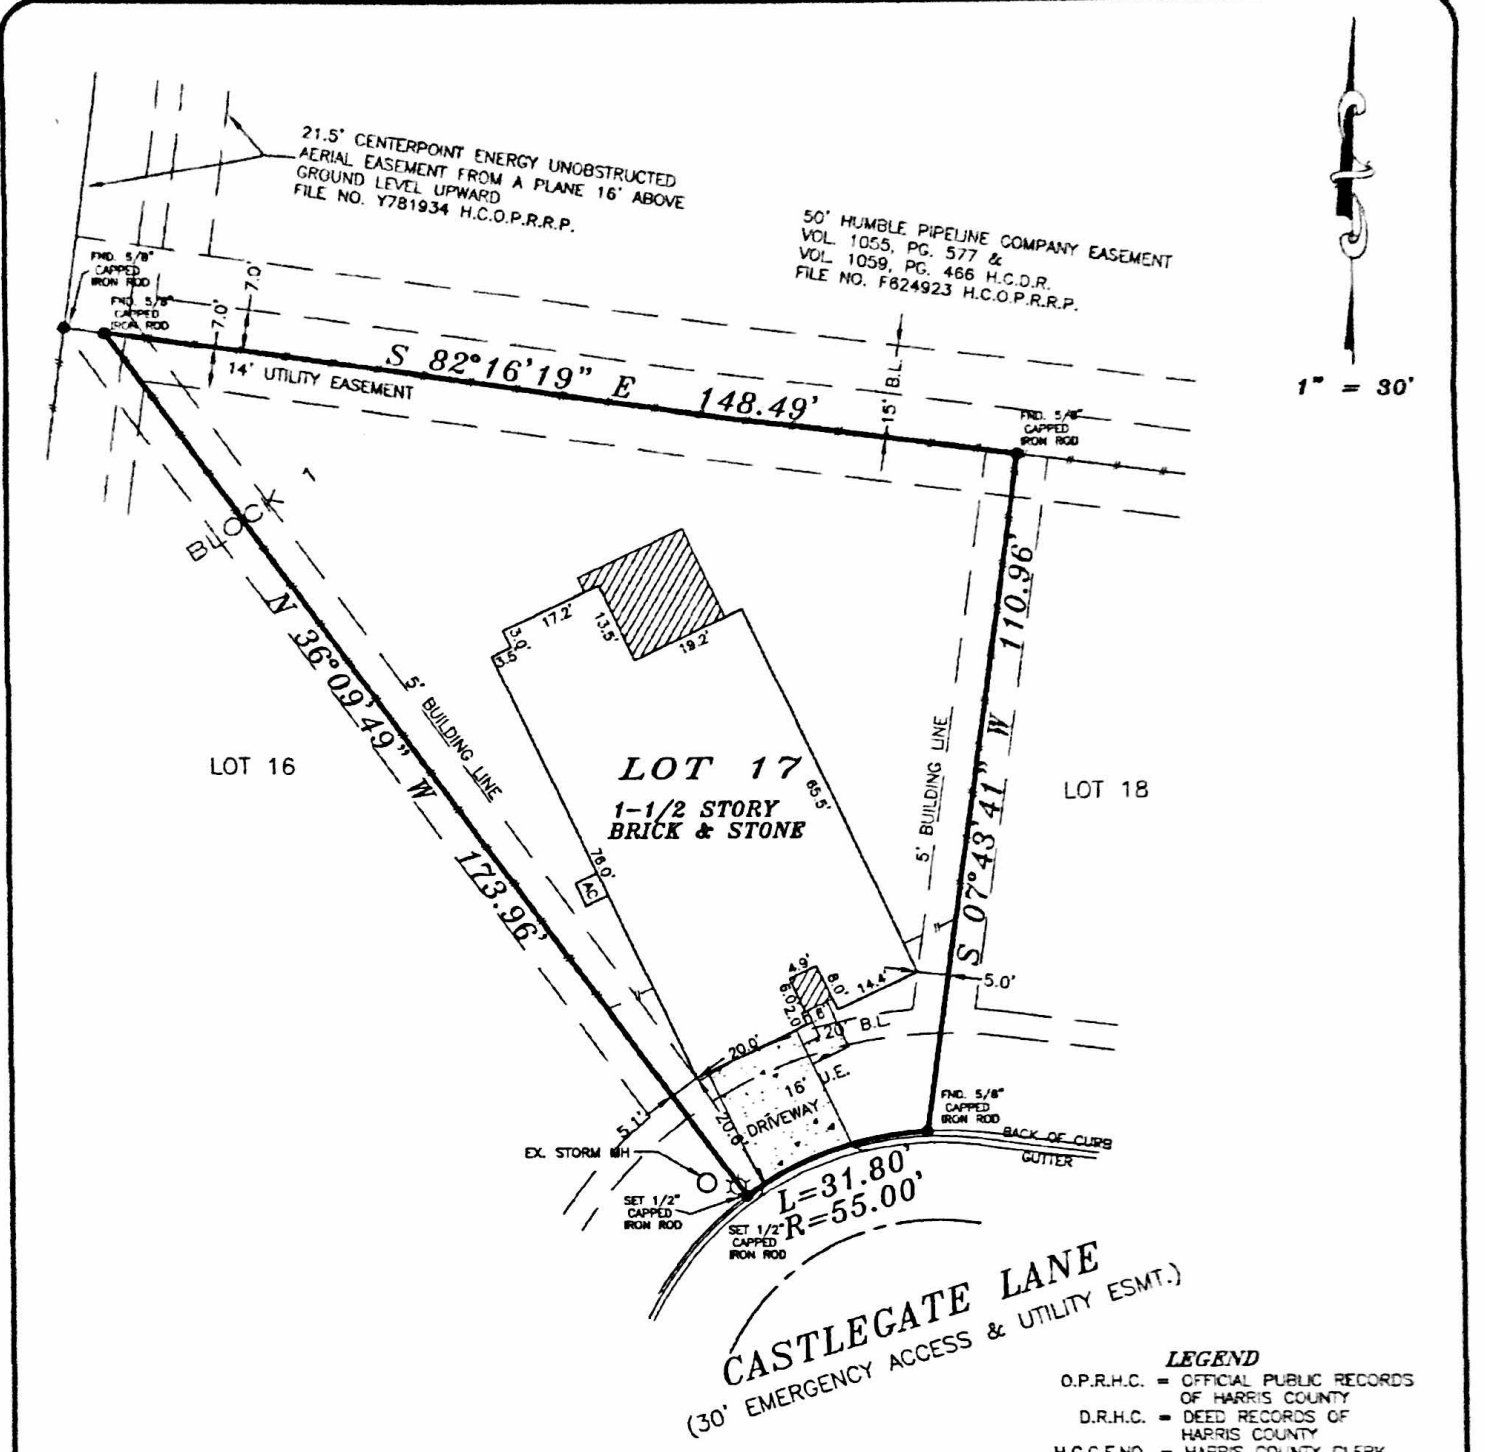 21.5' CENTERPOINT ENERGY UNOBSTRUCTED
AERIAL EASEMENT FROM A PLANE 16' ABOVE
GROUND LEVEL UPWARD
FILE NO. Y781934 H.C.O.P.R.R.P.
50' HUMBLE PIPELINE COMPANY EASEMENT
VOL. 1055, PG. 577 &
VOL. 1059, PG. 466 H.C.D.R.
FILE NO. F624923 H.C.O.P.R.R.P.
1" = 30'
FND. 5/8"
CAPPED
IRON ROD
FND. 5/8"
CAPPED
IRON ROD
7.0'
7.0'
14' UTILITY EASEMENT
S 82°16'19" E 148.49'
15' B.L.
FND. 5/8"
CAPPED
IRON ROD
BLOCK 1
N 36°09'49" W 173.96'
5' BUILDING LINE
17.2'
3.0'
3.5'
13.5'
19.2'
S 07°43'41" W 110.96'
5' BUILDING LINE
LOT 16
LOT 17
1-1/2 STORY
BRICK & STONE
65.5'
76.0'
AC
LOT 18
4.9'
6.0'
2.0'
8.0'
14.4'
5.0'
20' B.L.
20.0'
16'
DRIVEWAY
U.E.
5.1'
EX. STORM MH
SET 1/2"
CAPPED
IRON ROD
SET 1/2"
CAPPED
IRON ROD
FND. 5/8"
CAPPED
IRON ROD
BACK OF CURB
GUTTER
L=31.80'
R=55.00'
CASTLEGATE LANE
(30' EMERGENCY ACCESS & UTILITY ESMT.)
LEGEND
O.P.R.H.C. = OFFICIAL PUBLIC RECORDS
OF HARRIS COUNTY
D.R.H.C. = DEED RECORDS OF
HARRIS COUNTY
H.C.C.F.NO. = HARRIS COUNTY CLERK